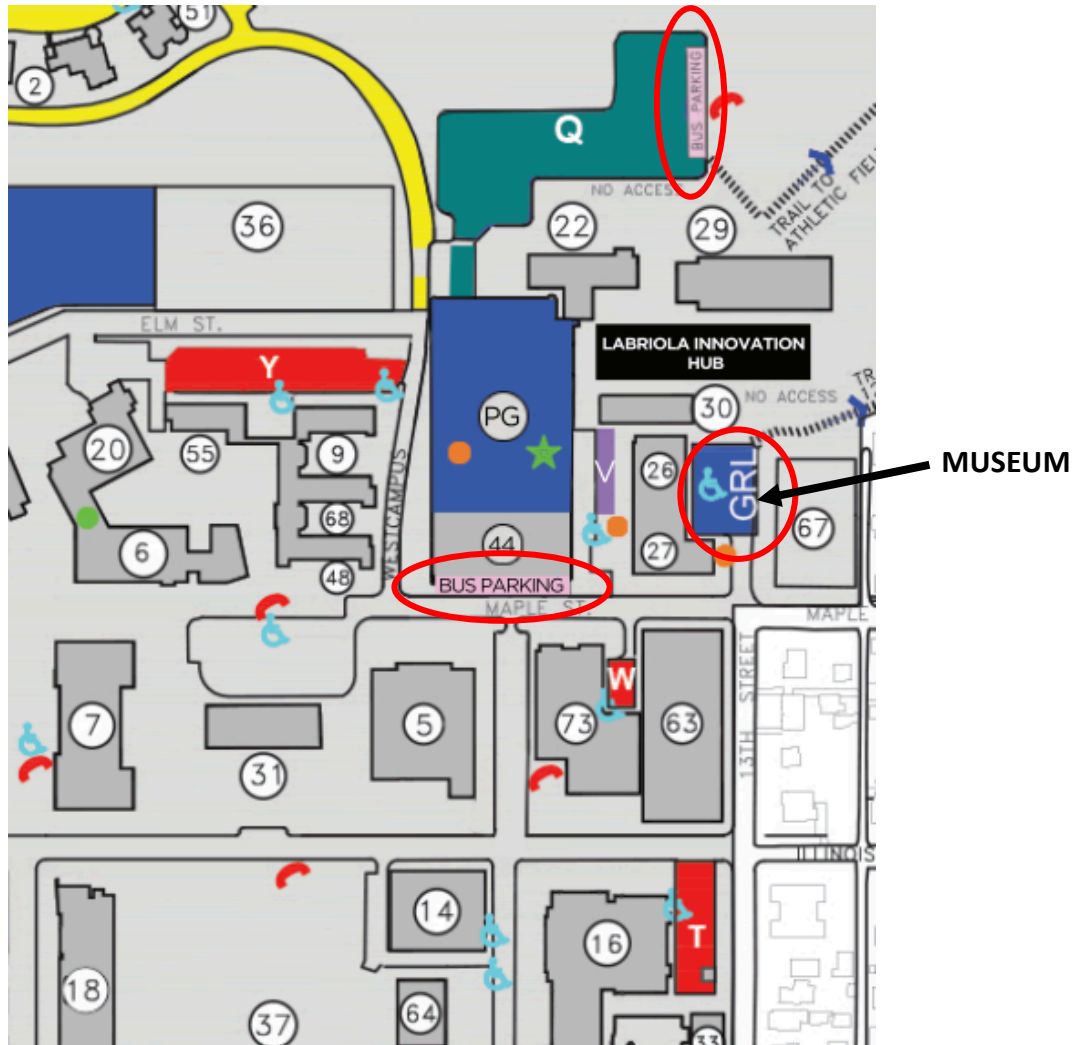 51
2
BUS PARKING
Q
NO ACCESS
TRAIL TO
ATHLETIC FIEL
36
22
29
ELM ST.
LABRIOLA INNOVATION
HUB
Y
PG
30
NO ACCESS
TR
20
55
9
26
GRL
MUSEUM
V
68
67
6
48
WESTCAMPUS
44
27
BUS PARKING
MAPLE ST.
MAPLE
W
7
5
73
63
13TH STREET
31
ILLINOIS
14
16
T
18
64
37
33